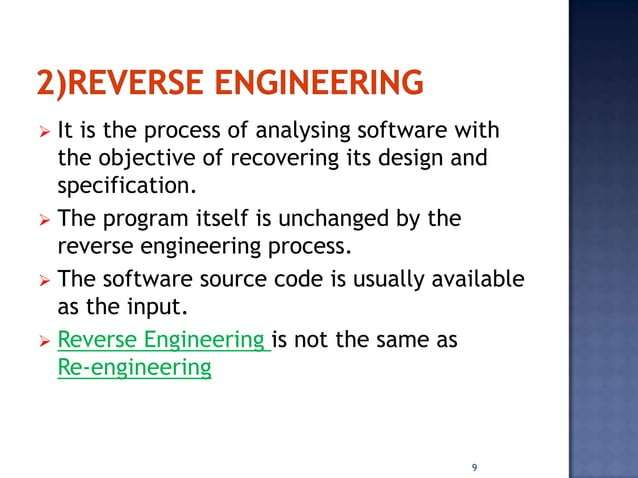 2)REVERSE ENGINEERING
➢ It is the process of analysing software with
the objective of recovering its design and
specification.
➢ The program itself is unchanged by the
reverse engineering process.
➢ The software source code is usually available
as the input.
➢ Reverse Engineering is not the same as
Re-engineering
9